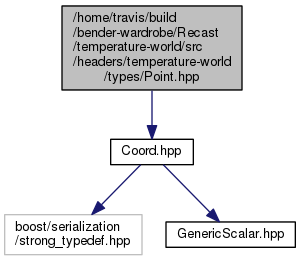 /home/travis/build
/bender-wardrobe/Recast
/temperature-world/src
/headers/temperature-world
/types/Point.hpp
Coord.hpp
boost/serialization
/strong_typedef.hpp
GenericScalar.hpp